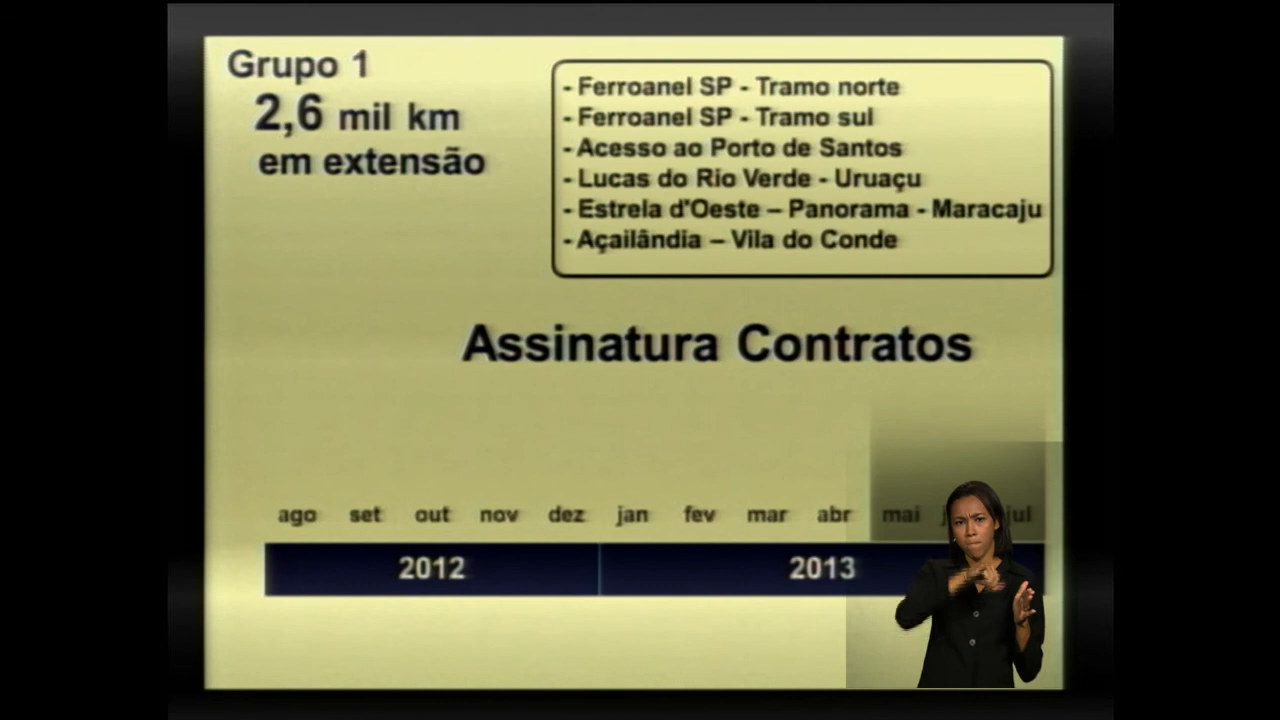 Grupo 1
2,6 mil km
em extensão
- Ferroanel SP - Tramo norte
- Ferroanel SP - Tramo sul
- Acesso ao Porto de Santos
- Lucas do Rio Verde - Uruaçu
- Estrela d'Oeste – Panorama - Maracaju
- Açailândia – Vila do Conde
Assinatura Contratos
ago set out nov dez jan fev mar abr mai jul
2012 2013